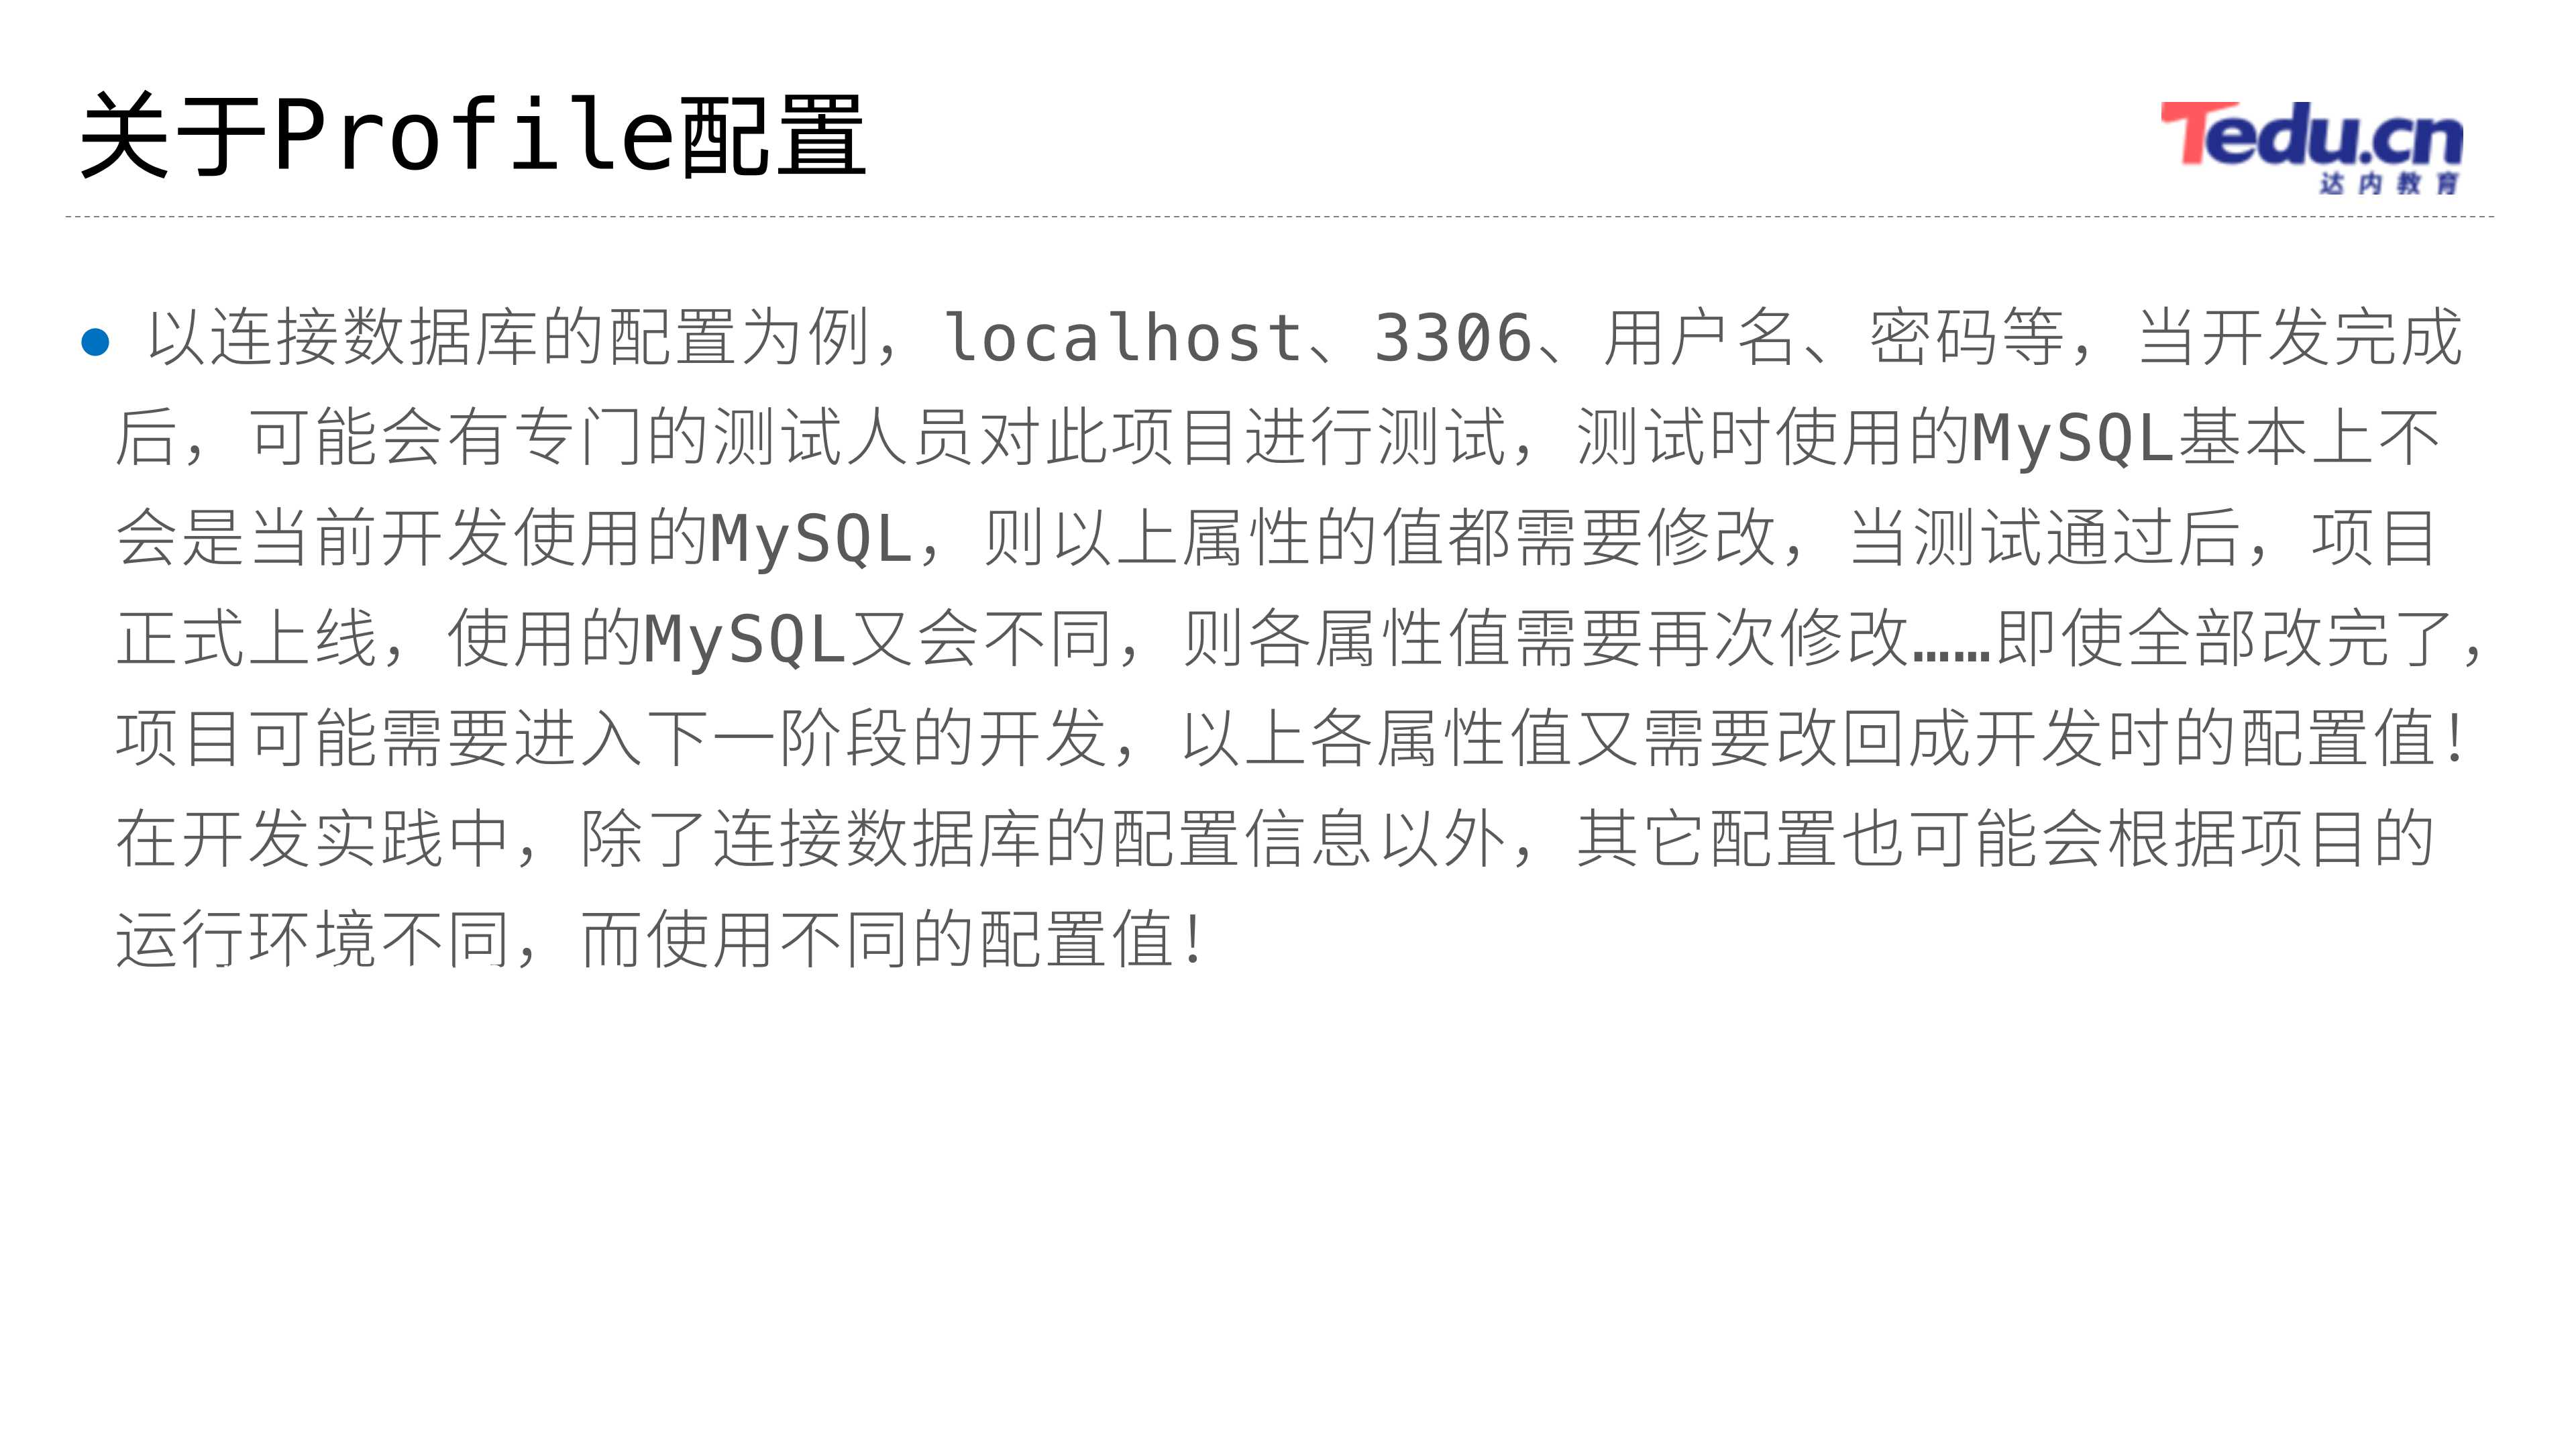 关于Profile配置
Tedu.cn
达内教育
以连接数据库的配置为例，localhost、3306、用户名、密码等，当开发完成
后，可能会有专门的测试人员对此项目进行测试，测试时使用的MySQL基本上不
会是当前开发使用的MySQL，则以上属性的值都需要修改，当测试通过后，项目
正式上线，使用的MySQL又会不同，则各属性值需要再次修改……即使全部改完了，
项目可能需要进入下一阶段的开发，以上各属性值又需要改回成开发时的配置值！
在开发实践中，除了连接数据库的配置信息以外，其它配置也可能会根据项目的
运行环境不同，而使用不同的配置值！